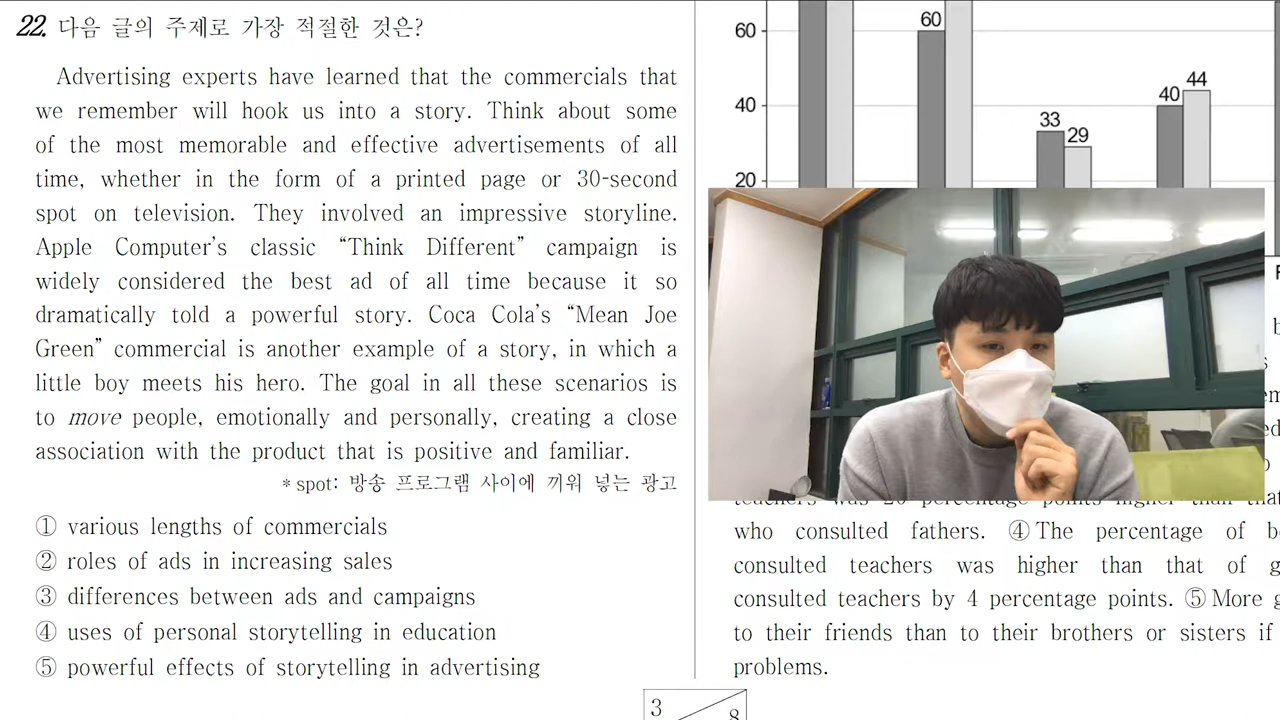 22. 다음 글의 주제로 가장 적절한 것은?
Advertising experts have learned that the commercials that
we remember will hook us into a story. Think about some
of the most memorable and effective advertisements of all
time, whether in the form of a printed page or 30-second
spot on television. They involved an impressive storyline.
Apple Computer's classic “Think Different” campaign is
widely considered the best ad of all time because it so
dramatically told a powerful story. Coca Cola's “Mean Joe
Green” commercial is another example of a story, in which a
little boy meets his hero. The goal in all these scenarios is
to move people, emotionally and personally, creating a close
association with the product that is positive and familiar.
* spot: 방송 프로그램 사이에 끼워 넣는 광고
① various lengths of commercials
② roles of ads in increasing sales
③ differences between ads and campaigns
④ uses of personal storytelling in education
⑤ powerful effects of storytelling in advertising
60
60
40
33
29
40
44
20
teachers was 20 percentage points higher than
who consulted fathers. ④ The percentage of
consulted teachers was higher than that of
consulted teachers by 4 percentage points. ⑤ More
to their friends than to their brothers or sisters if
problems.
3
8